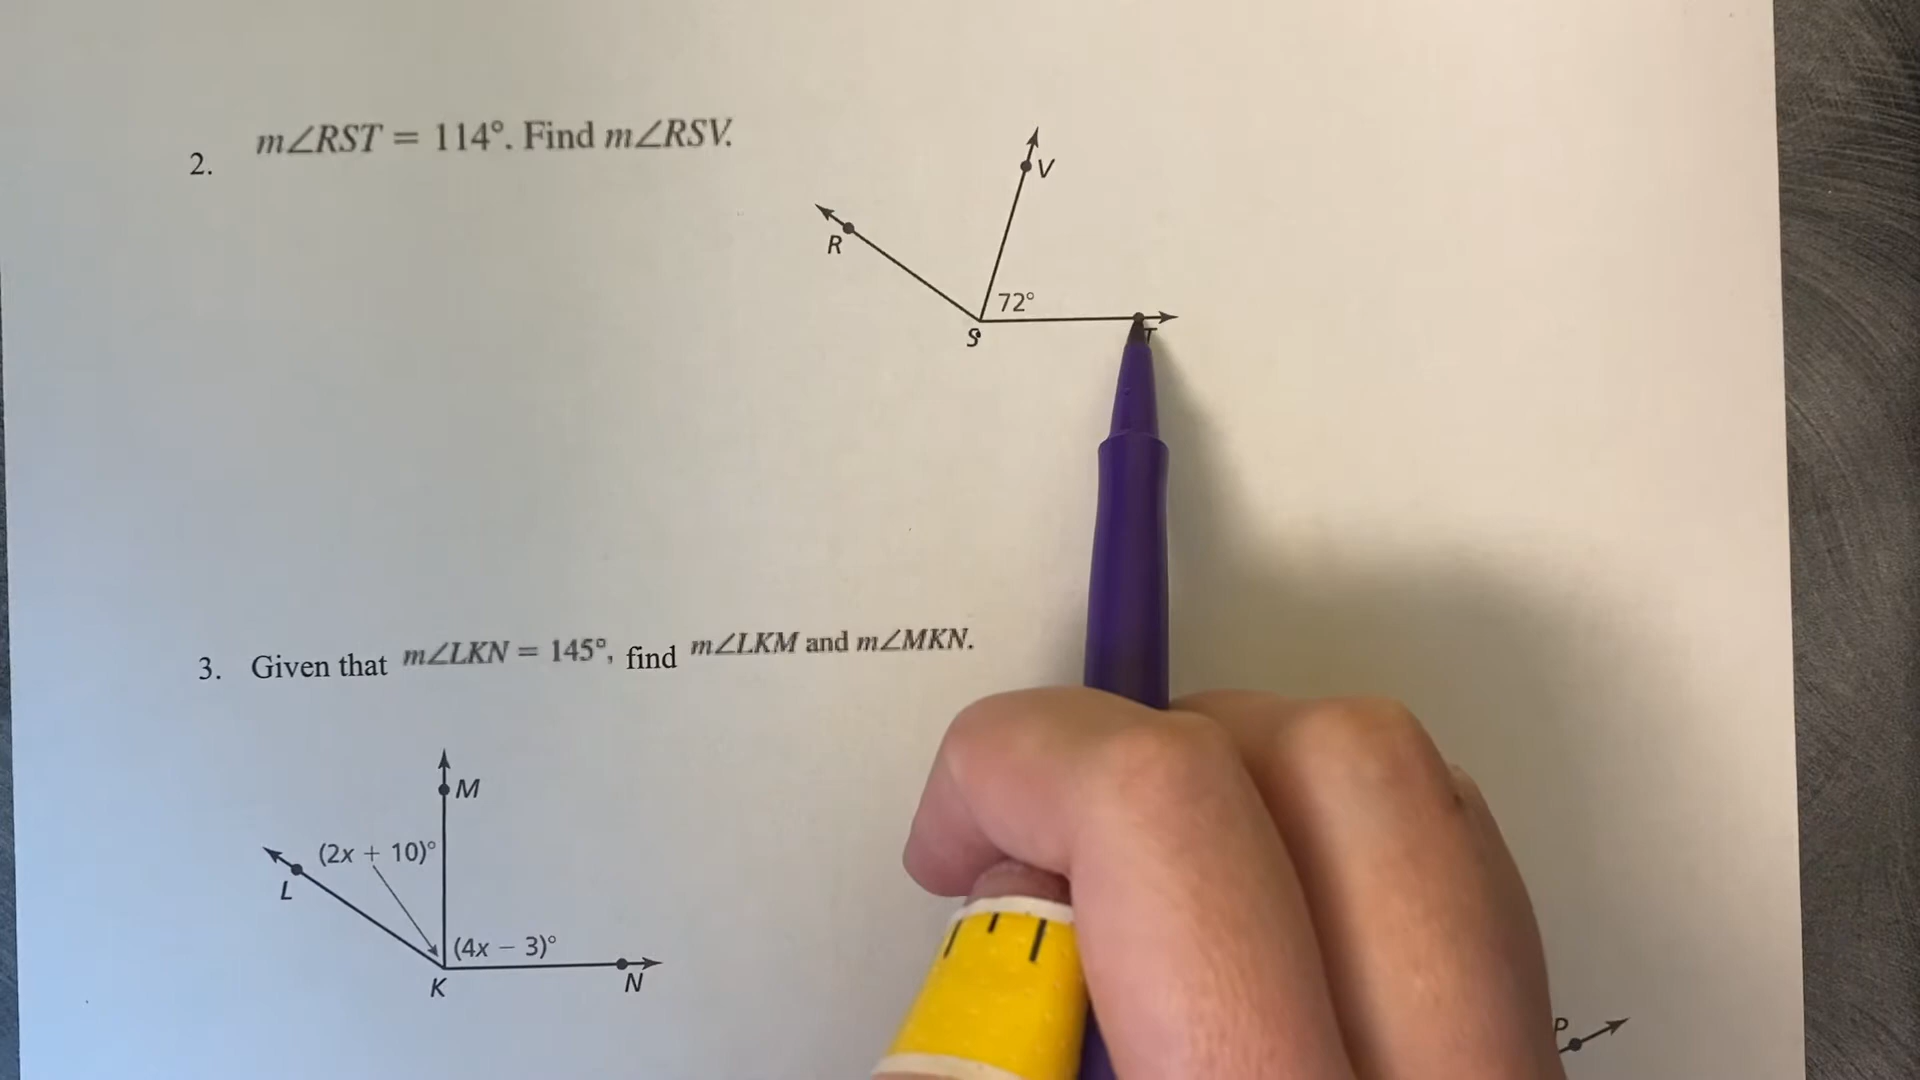 2. m∠RST = 114°. Find m∠RSV.
V
R
72°
S
T
3. Given that m∠LKN = 145°, find m∠LKM and m∠MKN.
M
(2x + 10)°
L
(4x − 3)°
K
N
P